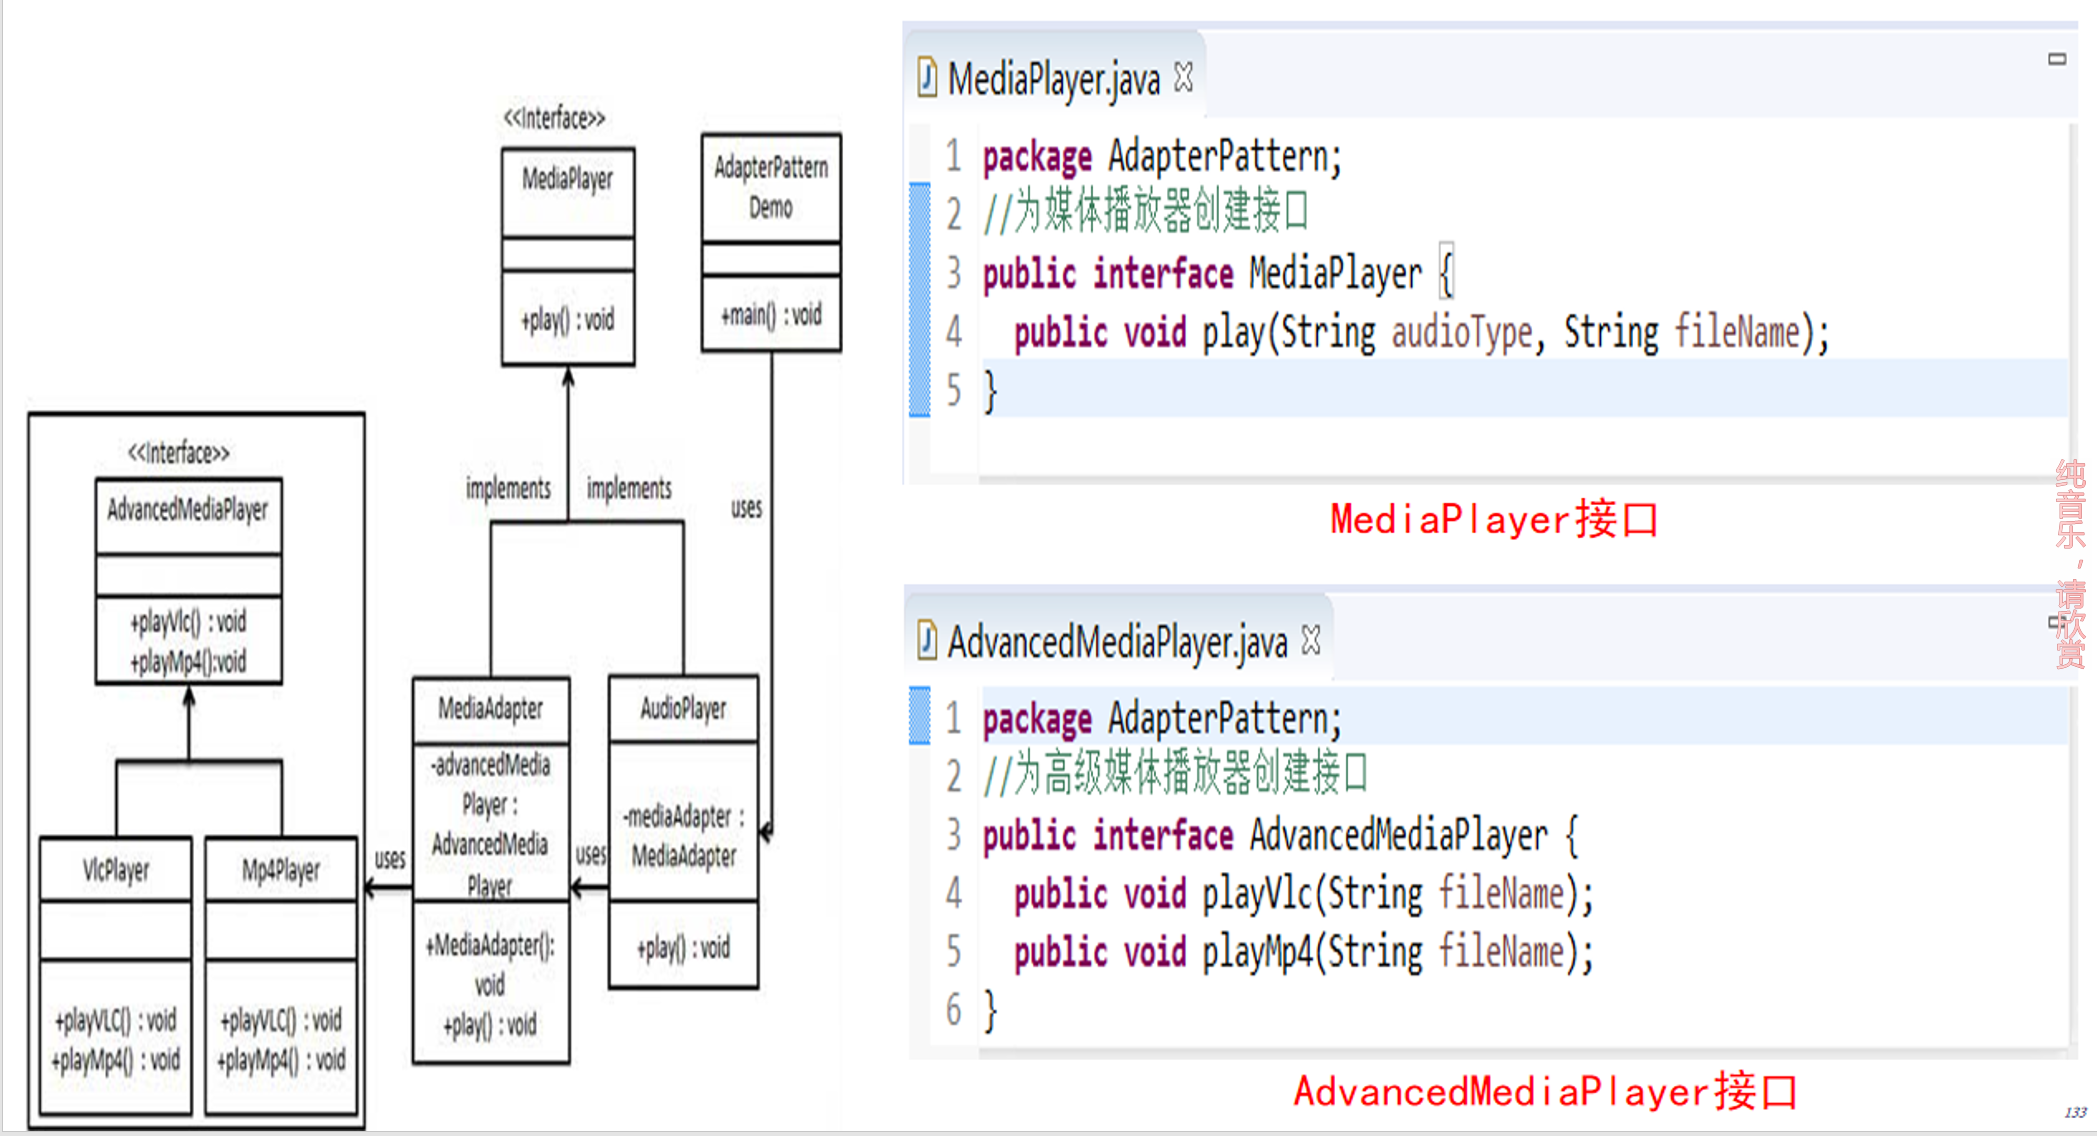 <<Interface>>
MediaPlayer
+play() : void
AdapterPattern
Demo
+main() : void
implements
implements
uses
<<Interface>>
AdvancedMediaPlayer
+playVlc() : void
+playMp4():void
VlcPlayer
+playVLC() : void
+playMp4() : void
Mp4Player
+playVLC() : void
+playMp4() : void
uses
MediaAdapter
-advancedMedia
Player :
AdvancedMedia
Player
+MediaAdapter():
void
+play() : void
uses
AudioPlayer
-mediaAdapter :
MediaAdapter
+play() : void
MediaPlayer.java
1 package AdapterPattern;
2 //为媒体播放器创建接口
3 public interface MediaPlayer {
4 public void play(String audioType, String fileName);
5 }
MediaPlayer接口
AdvancedMediaPlayer.java
1 package AdapterPattern;
2 //为高级媒体播放器创建接口
3 public interface AdvancedMediaPlayer {
4 public void playVlc(String fileName);
5 public void playMp4(String fileName);
6 }
AdvancedMediaPlayer接口
纯音乐，请欣赏
133